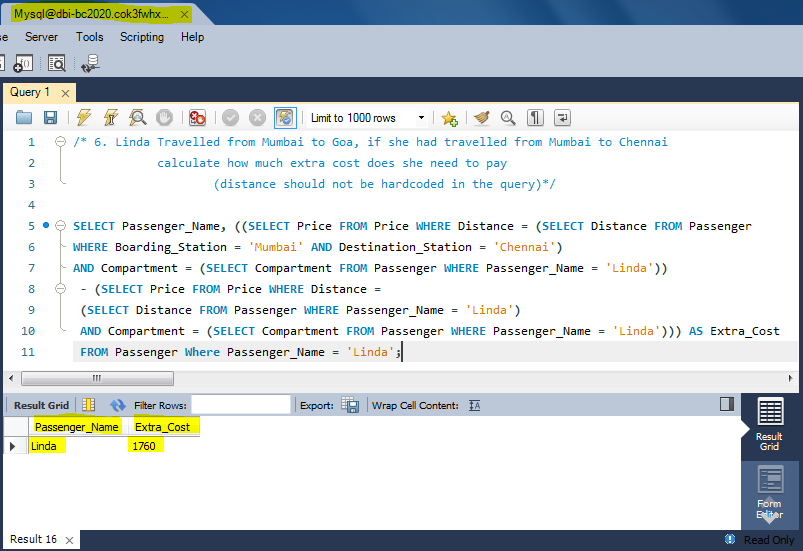 Mysql@dbi-bc2020.cok3fwhx...
se Server Tools Scripting Help
Query 1
Limit to 1000 rows
1 /* 6. Linda Travelled from Mumbai to Goa, if she had travelled from Mumbai to Chennai
2 calculate how much extra cost does she need to pay
3 (distance should not be hardcoded in the query)*/
4
5 SELECT Passenger_Name, ((SELECT Price FROM Price WHERE Distance = (SELECT Distance FROM Passenger
6 WHERE Boarding_Station = 'Mumbai' AND Destination_Station = 'Chennai')
7 AND Compartment = (SELECT Compartment FROM Passenger WHERE Passenger_Name = 'Linda'))
8 - (SELECT Price FROM Price WHERE Distance =
9 (SELECT Distance FROM Passenger WHERE Passenger_Name = 'Linda')
10 AND Compartment = (SELECT Compartment FROM Passenger WHERE Passenger_Name = 'Linda'))) AS Extra_Cost
11 FROM Passenger Where Passenger_Name = 'Linda';
Result Grid Filter Rows: Export: Wrap Cell Content:
Passenger_Name Extra_Cost
Linda 1760
Result
Grid
Form
Editor
Result 16
Read Only